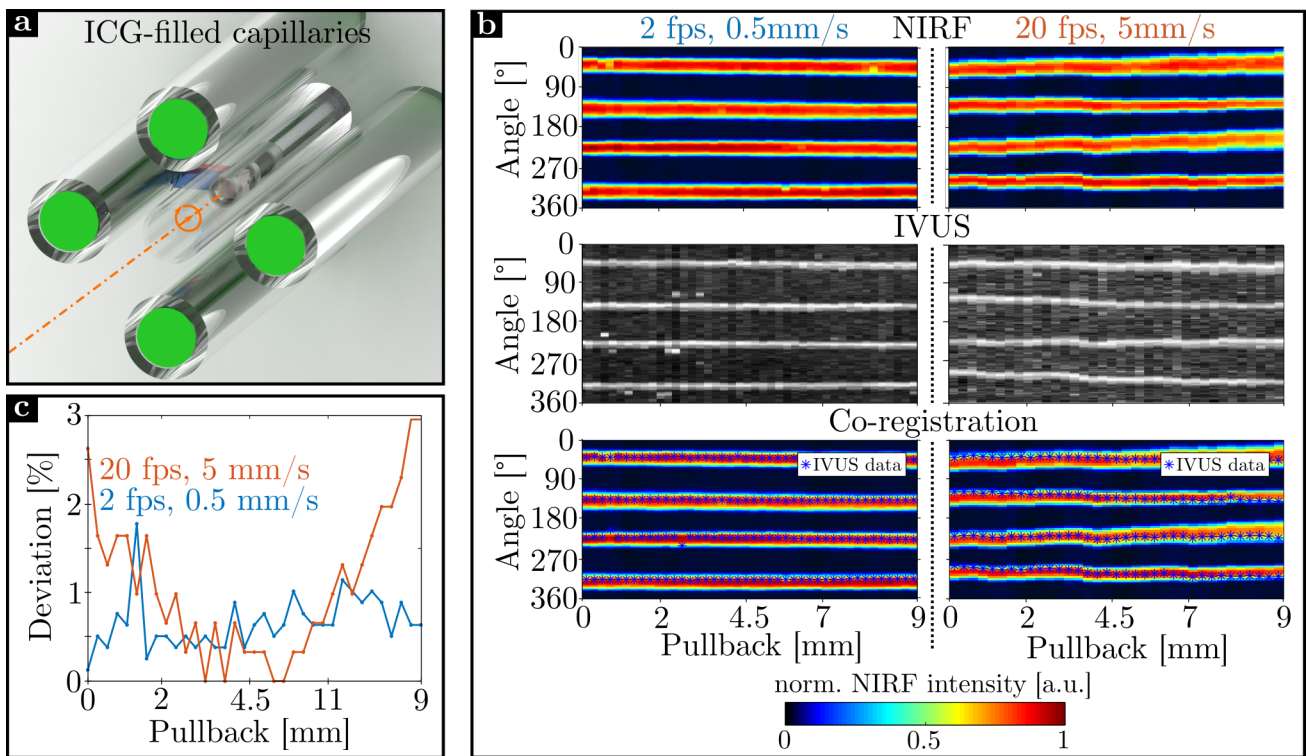 a
ICG-filled capillaries
b
2 fps, 0.5mm/s NIRF 20 fps, 5mm/s
Angle [°]
0
90
180
270
360
IVUS
Angle [°]
0
90
180
270
360
Co-registration
Angle [°]
0
90
180
270
360
*IVUS data
*IVUS data
0 2 4.5 7 9
0 2 4.5 7 9
Pullback [mm]
Pullback [mm]
norm. NIRF intensity [a.u.]
0 0.5 1
c
Deviation [%]
3
2
1
0
20 fps, 5 mm/s
2 fps, 0.5 mm/s
0 2 4.5 11 9
Pullback [mm]